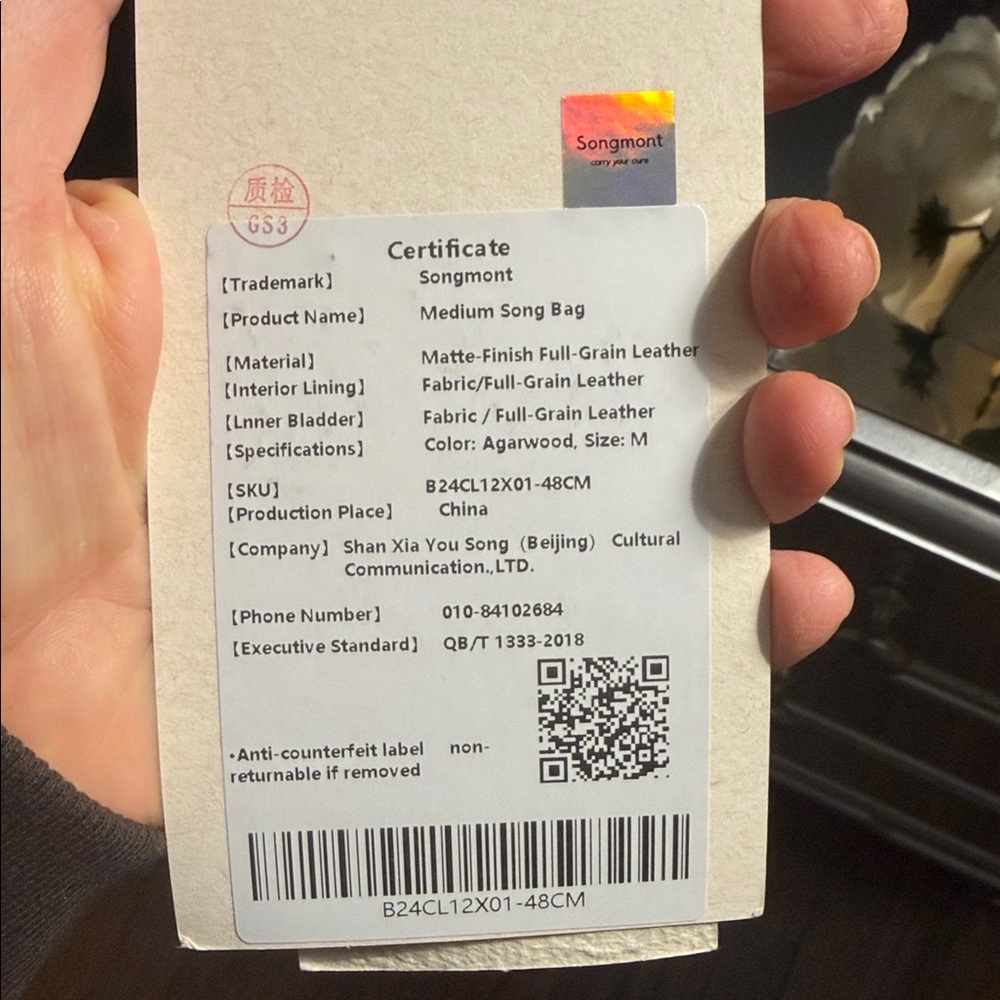 Songmont
carry your ours
质检
GS3
Certificate
【Trademark】 Songmont
【Product Name】 Medium Song Bag
【Material】 Matte-Finish Full-Grain Leather
【Interior Lining】 Fabric/Full-Grain Leather
【Lnner Bladder】 Fabric / Full-Grain Leather
【Specifications】 Color: Agarwood, Size: M
【SKU】 B24CL12X01-48CM
【Production Place】 China
【Company】 Shan Xia You Song（Beijing） Cultural
Communication.,LTD.
【Phone Number】 010-84102684
【Executive Standard】 QB/T 1333-2018
•Anti-counterfeit label non-
returnable if removed
B24CL12X01-48CM